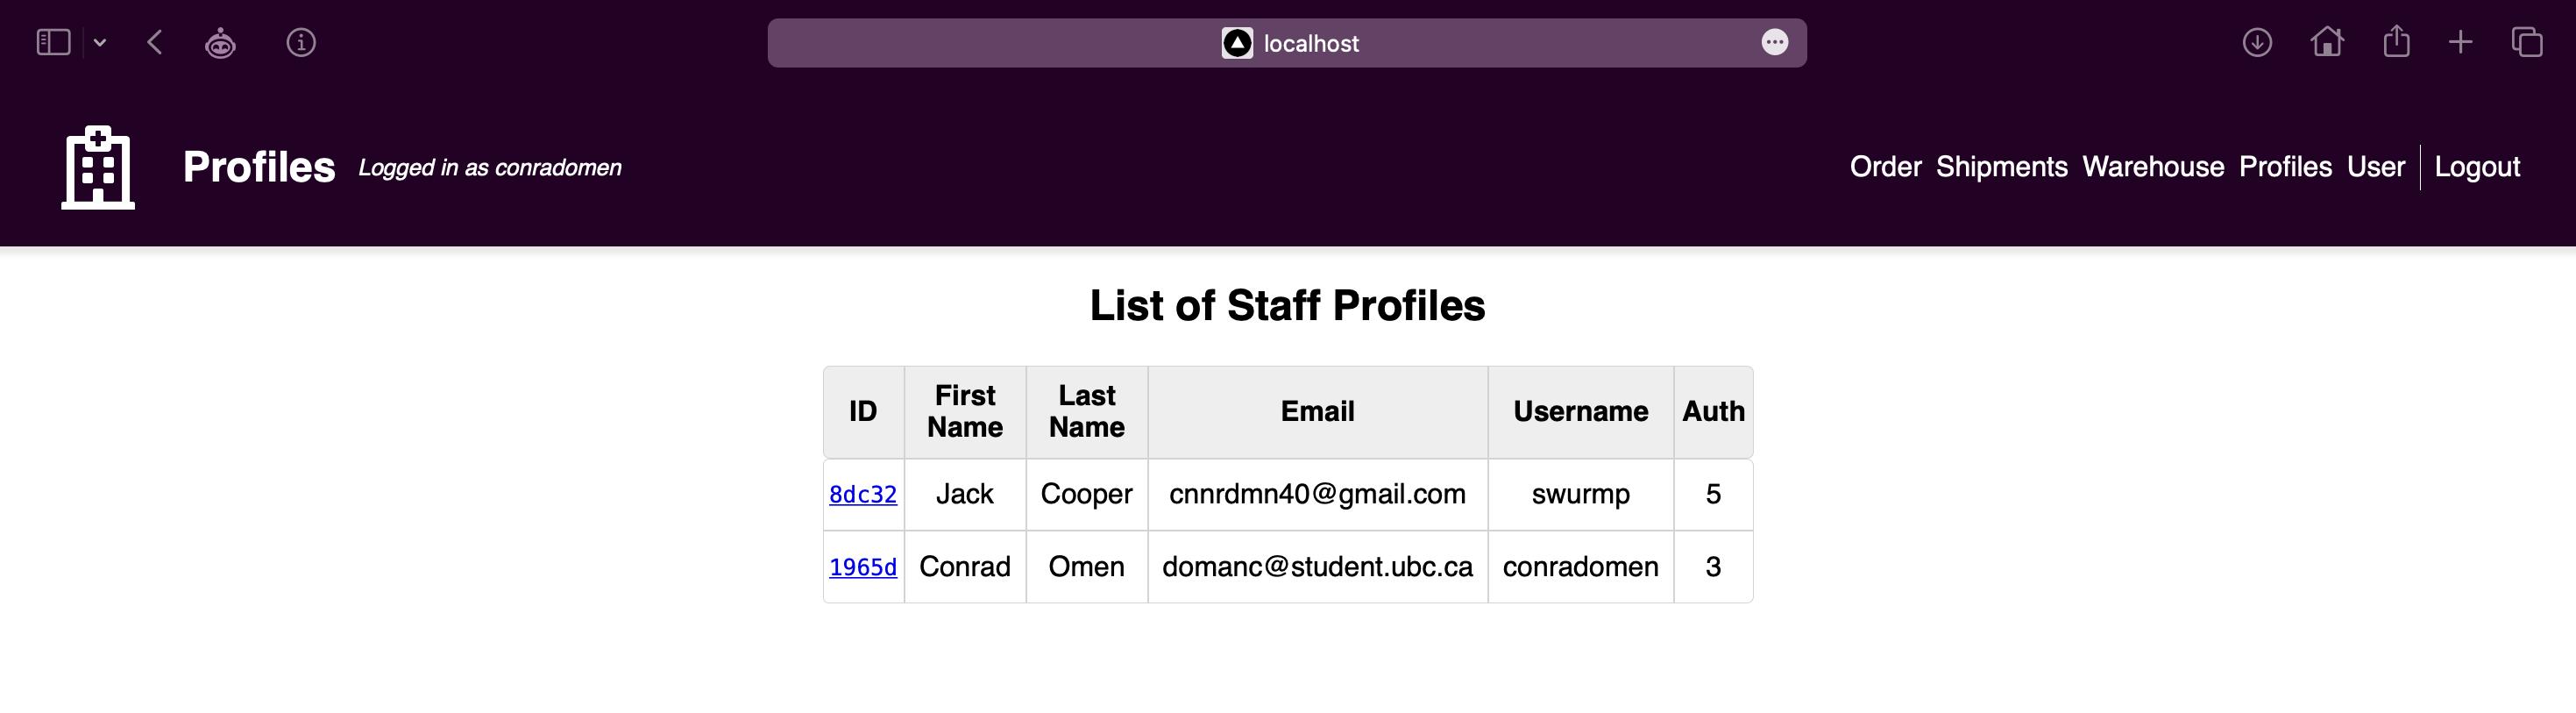 localhost
Profiles Logged in as conradomen Order Shipments Warehouse Profiles User Logout
List of Staff Profiles
ID First Name Last Name Email Username Auth
8dc32 Jack Cooper cnnrdmn40@gmail.com swurmp 5
1965d Conrad Omen domanc@student.ubc.ca conradomen 3